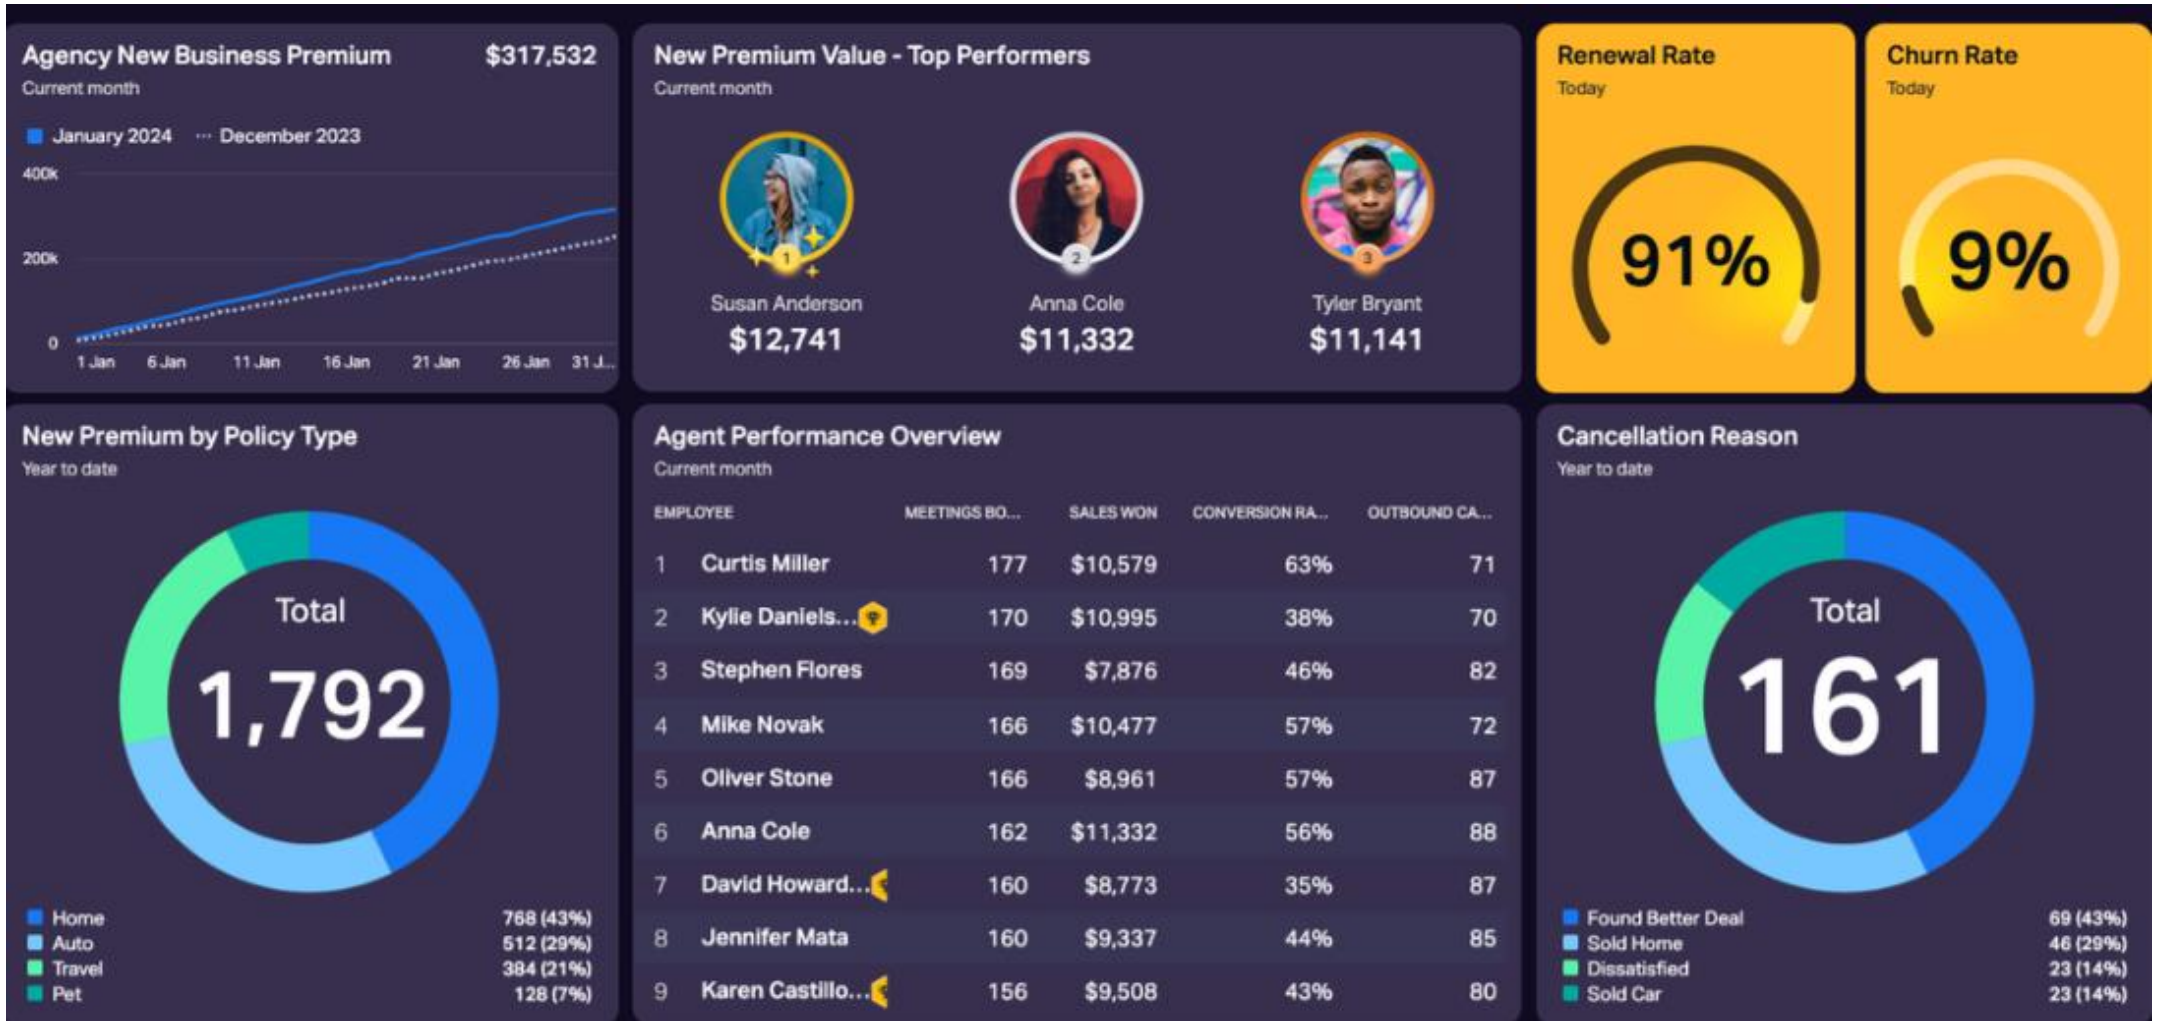 Agency New Business Premium $317,532
Current month
January 2024 December 2023
400k
200k
0
1 Jan 6 Jan 11 Jan 16 Jan 21 Jan 26 Jan 31 J...
New Premium Value - Top Performers
Current month
1 2 3
Susan Anderson Anna Cole Tyler Bryant
$12,741 $11,332 $11,141
Renewal Rate
Today
91%
Churn Rate
Today
9%
New Premium by Policy Type
Year to date
Total
1,792
Home 768 (43%)
Auto 512 (29%)
Travel 384 (21%)
Pet 128 (7%)
Agent Performance Overview
Current month
EMPLOYEE MEETINGS BO... SALES WON CONVERSION RA... OUTBOUND CA...
1 Curtis Miller 177 $10,579 63% 71
2 Kylie Daniels... 170 $10,995 38% 70
3 Stephen Flores 169 $7,876 46% 82
4 Mike Novak 166 $10,477 57% 72
5 Oliver Stone 166 $8,961 57% 87
6 Anna Cole 162 $11,332 56% 88
7 David Howard... 160 $8,773 35% 87
8 Jennifer Mata 160 $9,337 44% 85
9 Karen Castillo... 156 $9,508 43% 80
Cancellation Reason
Year to date
Total
161
Found Better Deal 69 (43%)
Sold Home 46 (29%)
Dissatisfied 23 (14%)
Sold Car 23 (14%)